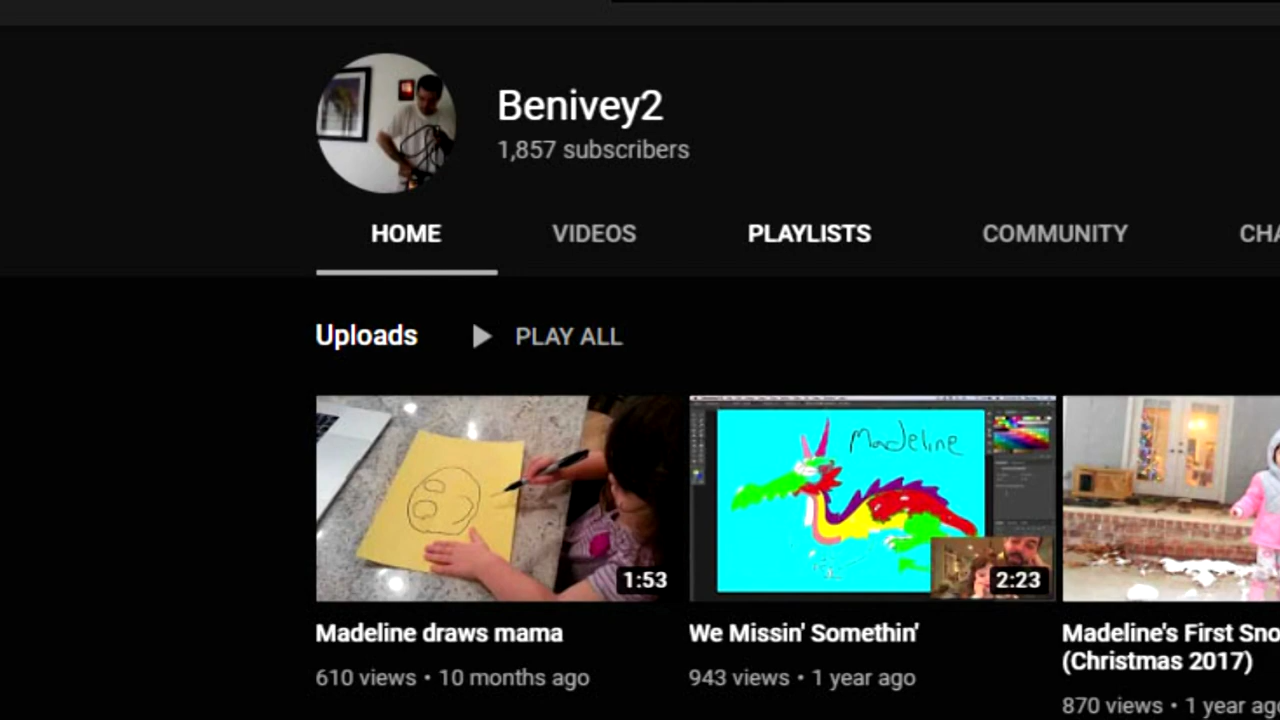 Benivey2
1,857 subscribers
HOME VIDEOS PLAYLISTS COMMUNITY CHA
Uploads PLAY ALL
Madeline
1:53 2:23
Madeline draws mama We Missin' Somethin' Madeline's First Sno
(Christmas 2017)
610 views • 10 months ago 943 views • 1 year ago
870 views • 1 year ag